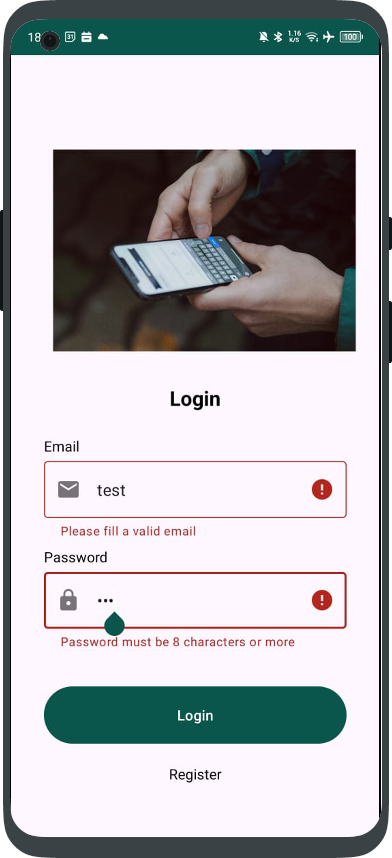 18
31
1.16
K/S
100
Login
Email
test
Please fill a valid email
Password
•••
Password must be 8 characters or more
Login
Register